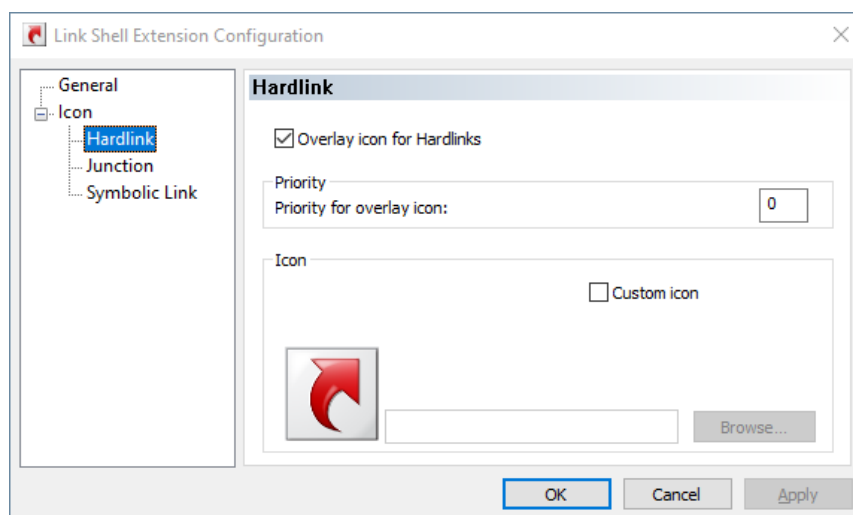 Link Shell Extension Configuration
General
Icon
Hardlink
Junction
Symbolic Link
Hardlink
Overlay icon for Hardlinks
Priority
Priority for overlay icon:
0
Icon
Custom icon
Browse...
OK
Cancel
Apply